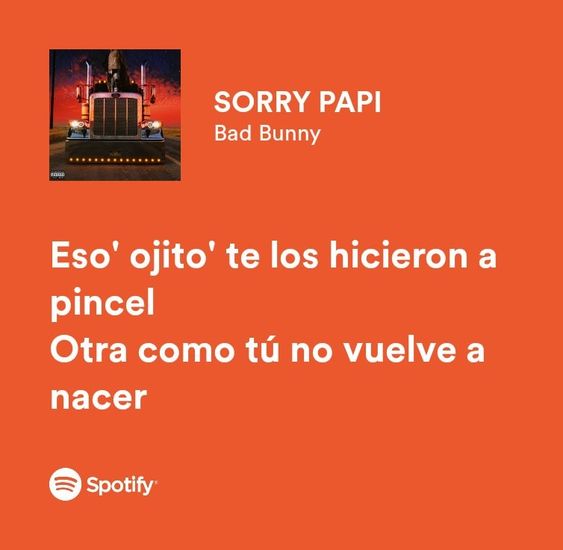 SORRY PAPI
Bad Bunny
Eso' ojito' te los hicieron a
pincel
Otra como tú no vuelve a
nacer
Spotify